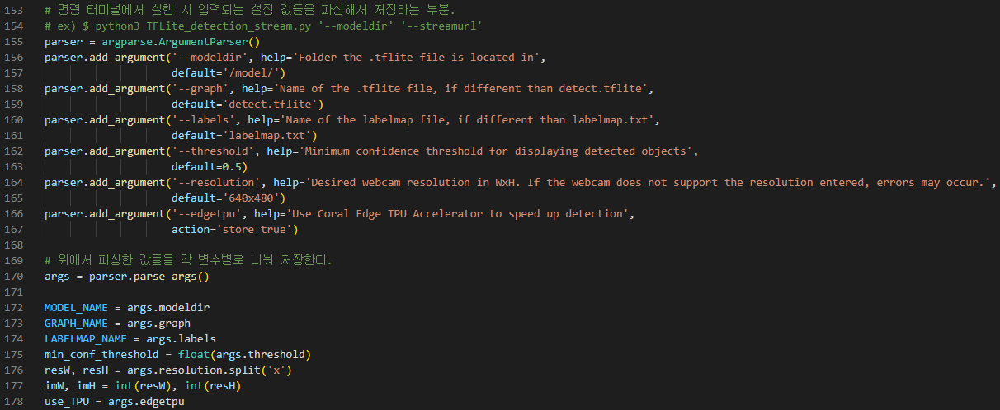 153 # 명령 터미널에서 실행 시 입력되는 설정 값들을 파싱해서 저장하는 부분.
154 # ex) $ python3 TFLite_detection_stream.py '--modeldir' '--streamurl'
155 parser = argparse.ArgumentParser()
156 parser.add_argument('--modeldir', help='Folder the .tflite file is located in',
157 default='/model/')
158 parser.add_argument('--graph', help='Name of the .tflite file, if different than detect.tflite',
159 default='detect.tflite')
160 parser.add_argument('--labels', help='Name of the labelmap file, if different than labelmap.txt',
161 default='labelmap.txt')
162 parser.add_argument('--threshold', help='Minimum confidence threshold for displaying detected objects',
163 default=0.5)
164 parser.add_argument('--resolution', help='Desired webcam resolution in WxH. If the webcam does not support the resolution entered, errors may occur.',
165 default='640x480')
166 parser.add_argument('--edgetpu', help='Use Coral Edge TPU Accelerator to speed up detection',
167 action='store_true')
168
169 # 위에서 파싱한 값들을 각 변수별로 나눠 저장한다.
170 args = parser.parse_args()
171
172 MODEL_NAME = args.modeldir
173 GRAPH_NAME = args.graph
174 LABELMAP_NAME = args.labels
175 min_conf_threshold = float(args.threshold)
176 resW, resH = args.resolution.split('x')
177 imW, imH = int(resW), int(resH)
178 use_TPU = args.edgetpu